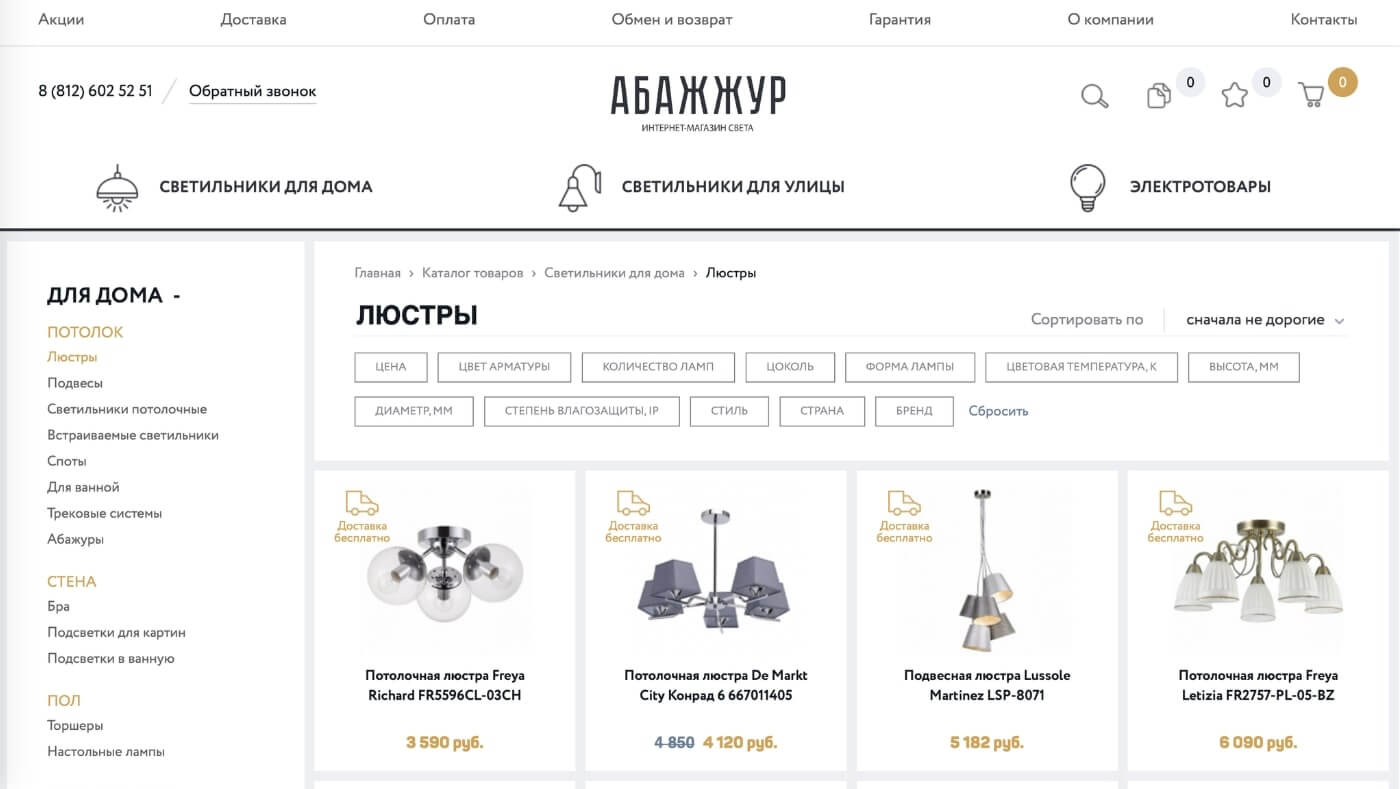 Акции Доставка Оплата Обмен и возврат Гарантия О компании Контакты
8 (812) 602 52 51 Обратный звонок
АБАЖЖУР
ИНТЕРНЕТ-МАГАЗИН СВЕТА
0 0 0
СВЕТИЛЬНИКИ ДЛЯ ДОМА СВЕТИЛЬНИКИ ДЛЯ УЛИЦЫ ЭЛЕКТРОТОВАРЫ
ДЛЯ ДОМА -
ПОТОЛОК
Люстры
Подвесы
Светильники потолочные
Встраиваемые светильники
Споты
Для ванной
Трековые системы
Абажуры
СТЕНА
Бра
Подсветки для картин
Подсветки в ванную
ПОЛ
Торшеры
Настольные лампы
Главная › Каталог товаров › Светильники для дома › Люстры
ЛЮСТРЫ
Сортировать по сначала не дорогие
ЦЕНА ЦВЕТ АРМАТУРЫ КОЛИЧЕСТВО ЛАМП ЦОКОЛЬ ФОРМА ЛАМПЫ ЦВЕТОВАЯ ТЕМПЕРАТУРА, К ВЫСОТА, ММ
ДИАМЕТР, ММ СТЕПЕНЬ ВЛАГОЗАЩИТЫ, IP СТИЛЬ СТРАНА БРЕНД Сбросить
Доставка
бесплатно
Потолочная люстра Freya
Richard FR5596CL-03CH
3 590 руб.
Доставка
бесплатно
Потолочная люстра De Markt
City Конрад 6 667011405
4 850 4 120 руб.
Доставка
бесплатно
Подвесная люстра Lussole
Martinez LSP-8071
5 182 руб.
Доставка
бесплатно
Потолочная люстра Freya
Letizia FR2757-PL-05-BZ
6 090 руб.